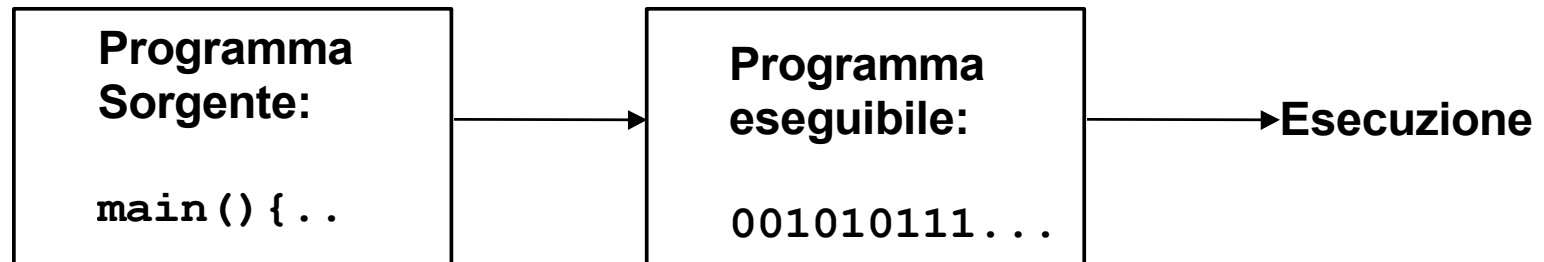 Programma
Sorgente:
main(){..
Programma
eseguibile:
001010111...
Esecuzione